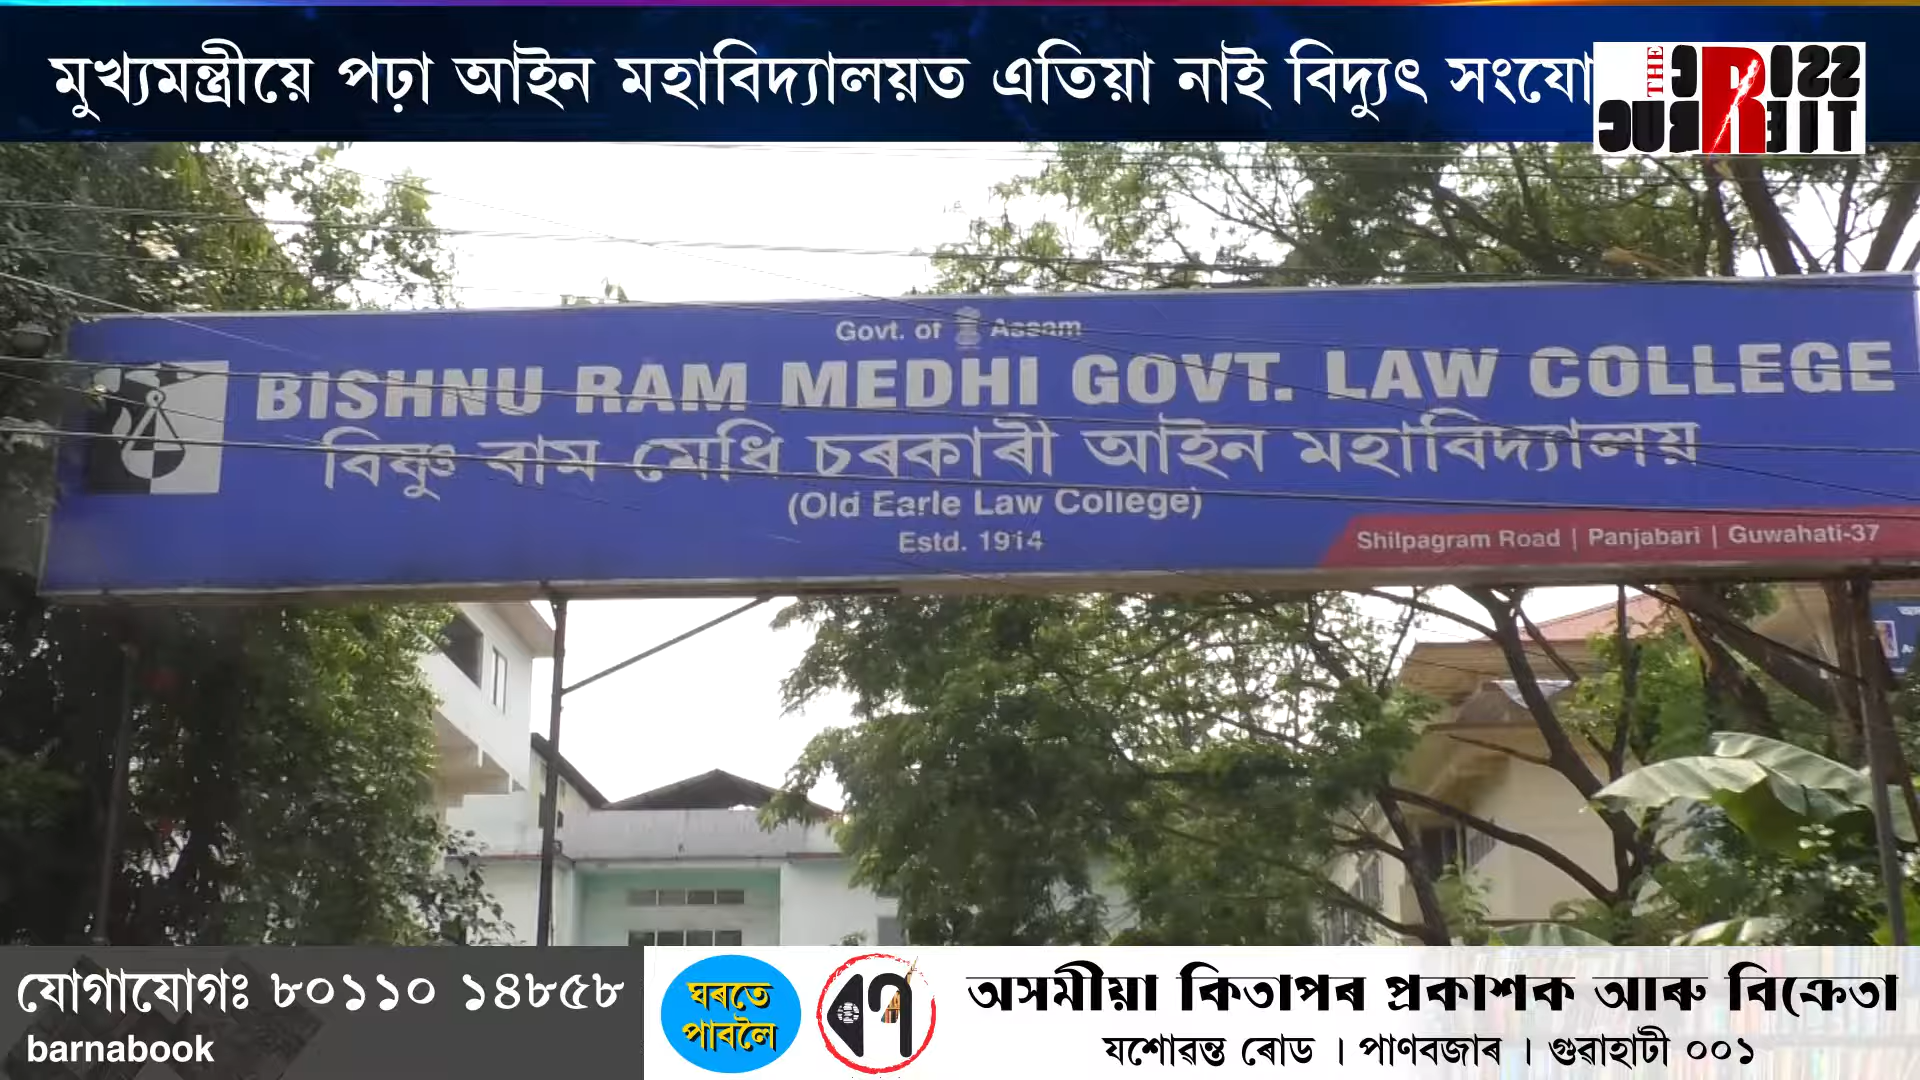 মুখ্যমন্ত্ৰীয়ে পঢ়া আইন মহাবিদ্যালয়ত এতিয়া নাই বিদ্যুৎ সংযো
THE
Govt. of Assam
BISHNU RAM MEDHI GOVT. LAW COLLEGE
বিষ্ণু ৰাম মেধি চৰকাৰী আইন মহাবিদ্যালয়
(Old Earle Law College)
Estd. 1914
Shilpagram Road | Panjabari | Guwahati-37
যোগাযোগঃ ৮০১১০ ১৪৮৫৮
barnabook
ঘৰতে
পাবলৈ
অসমীয়া কিতাপৰ প্ৰকাশক আৰু বিক্ৰেতা
যশোৱন্ত ৰোড । পাণবজাৰ । গুৱাহাটী ০০১